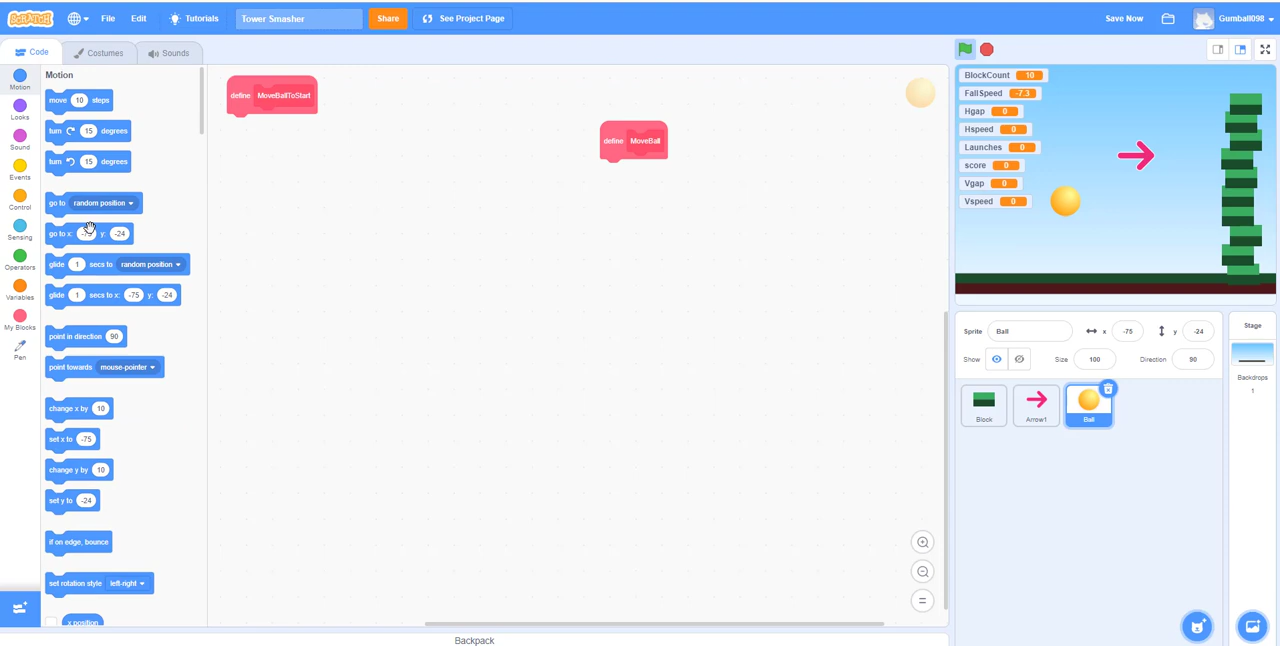 SCRATCH File Edit Tutorials Tower Smasher Share See Project Page Save Now Gumball098
Code Costumes Sounds
Motion
Looks
Sound
Events
Control
Sensing
Operators
Variables
My Blocks
Pen
Motion
move 10 steps
turn 15 degrees
turn 15 degrees
go to random position
go to x: y: -24
glide 1 secs to random position
glide 1 secs to x: -75 y: -24
point in direction 90
point towards mouse-pointer
change x by 10
set x to -75
change y by 10
set y to -24
if on edge, bounce
set rotation style left-right
x position
define MoveBallToStart
define MoveBall
Backpack
BlockCount 10
FallSpeed -7.3
Hgap 0
Hspeed 0
Launches 0
score 0
Vgap 0
Vspeed 0
Sprite Ball x -75 y -24
Show Size 100 Direction 90
Block Arrow1 Ball
Stage
Backdrops
1